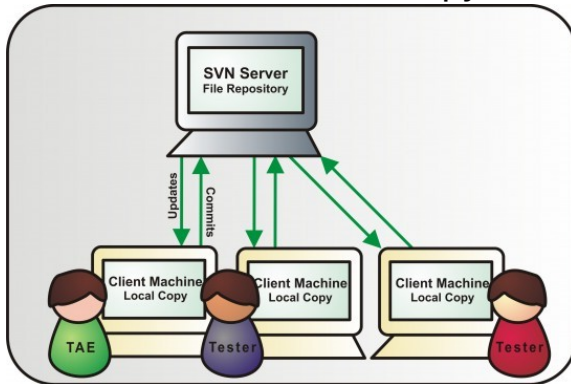 SVN Server
File Repository
Updates
Commits
Client Machine
Local Copy
Client Machine
Local Copy
Client Machine
Local Copy
TAE
Tester
Tester